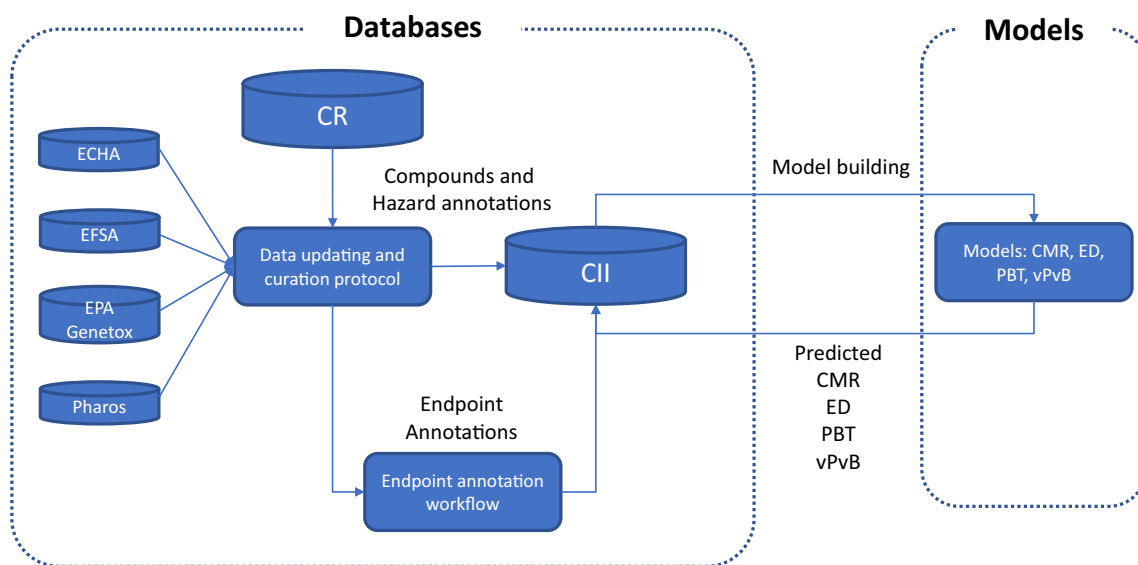 Databases
Models
CR
ECHA
EFSA
EPA
Genetox
Pharos
Compounds and
Hazard annotations
Data updating and
curation protocol
CII
Model building
Models: CMR, ED,
PBT, vPvB
Predicted
CMR
ED
PBT
vPvB
Endpoint
Annotations
Endpoint annotation
workflow